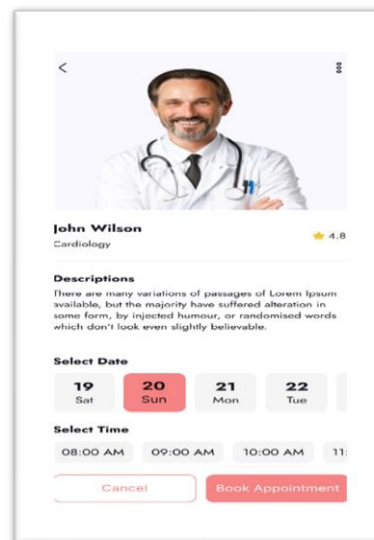 John Wilson
Cardiology
4.8
Descriptions
There are many variations of passages of Lorem Ipsum
available, but the majority have suffered alteration in
some form, by injected humour, or randomised words
which don't look even slightly believable.
Select Date
19 20 21 22
Sat Sun Mon Tue
Select Time
08:00 AM 09:00 AM 10:00 AM 11:
Cancel Book Appointment